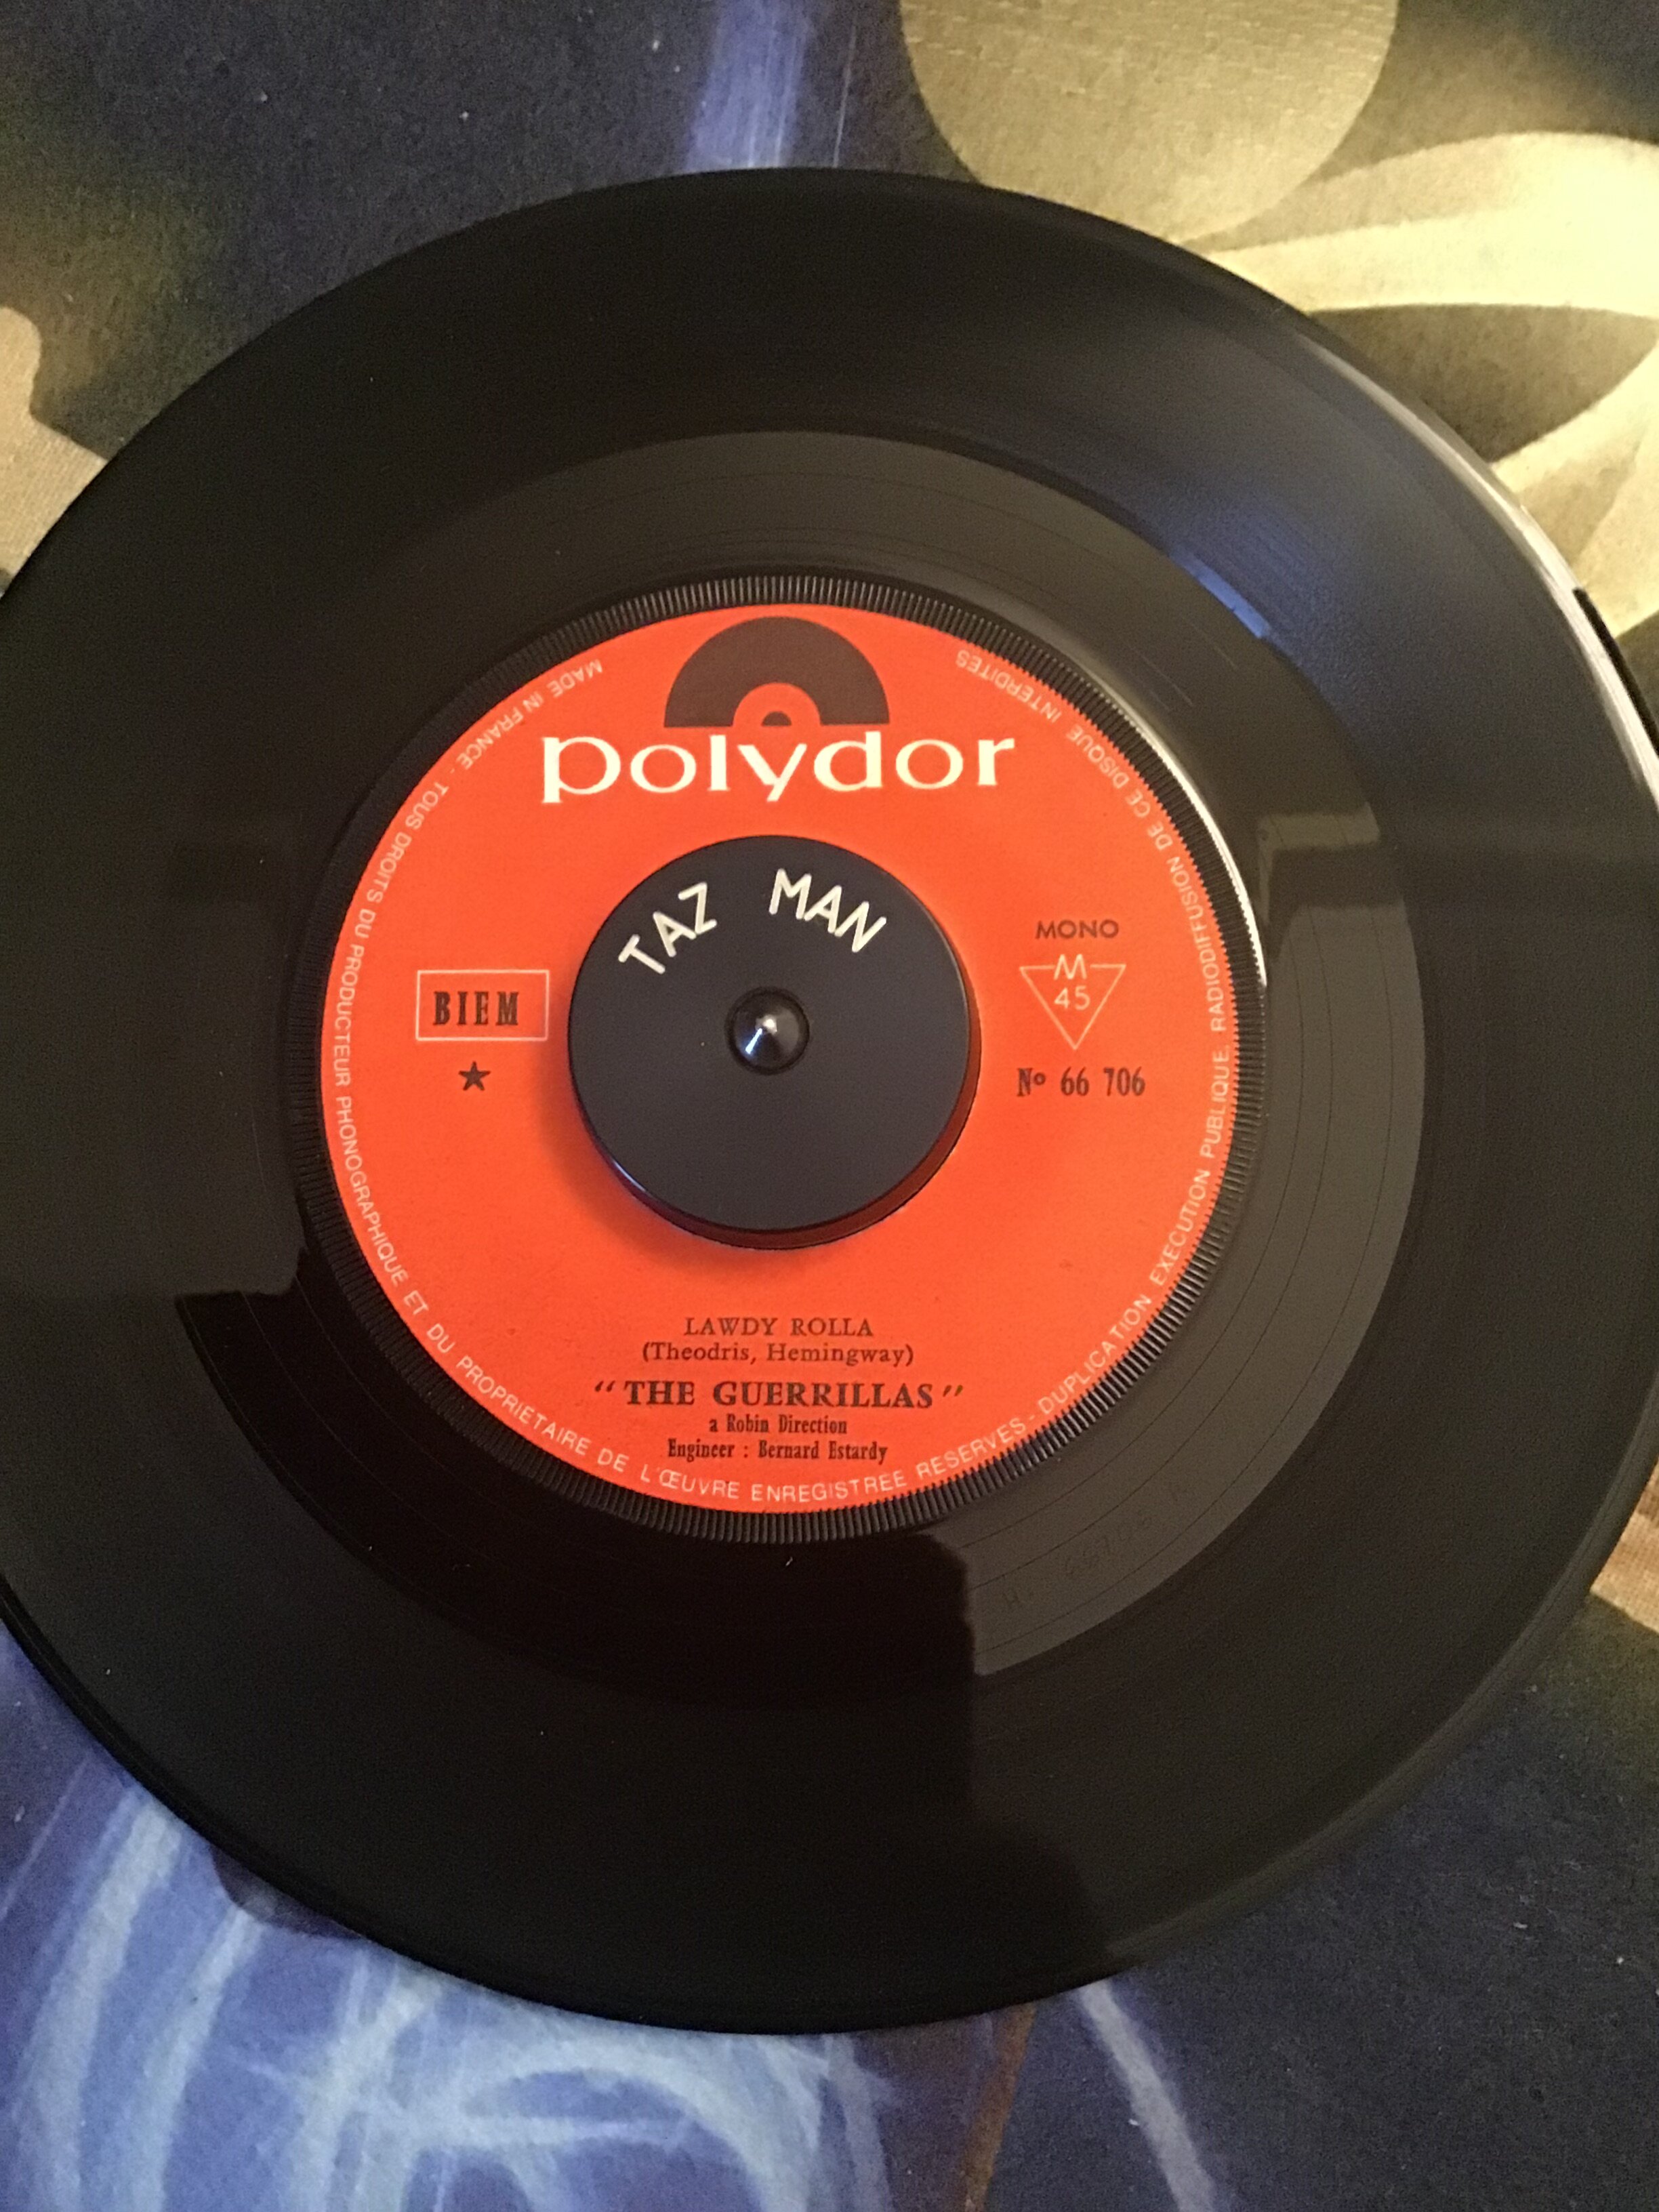 polydor
TAZ MAN
BIEM
★
MONO
M
45
Nº 66 706
LAWDY ROLLA
(Theodris, Hemingway)
“THE GUERRILLAS”
a Robin Direction
Engineer : Bernard Estardy
MADE IN FRANCE - TOUS DROITS DU PRODUCTEUR PHONOGRAPHIQUE ET DU PROPRIETAIRE DE L'ŒUVRE ENREGISTREE RESERVES - DUPLICATION EXECUTION PUBLIQUE, RADIODIFFUSION DE CE DISQUE INTERDITES